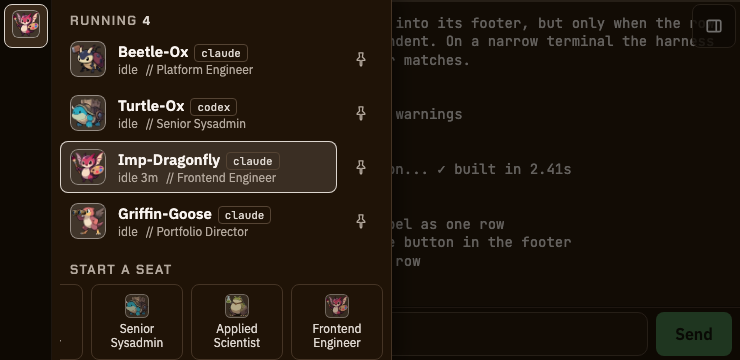 RUNNING 4
Beetle-Ox claude
idle // Platform Engineer
Turtle-Ox codex
idle // Senior Sysadmin
Imp-Dragonfly claude
idle 3m // Frontend Engineer
Griffin-Goose claude
idle // Portfolio Director
START A SEAT
Senior Sysadmin
Applied Scientist
Frontend Engineer
into its footer, but only when the
ndent. On a narrow terminal the harness
matches.
warnings
on... ✓ built in 2.41s
el as one row
button in the footer
row
Send